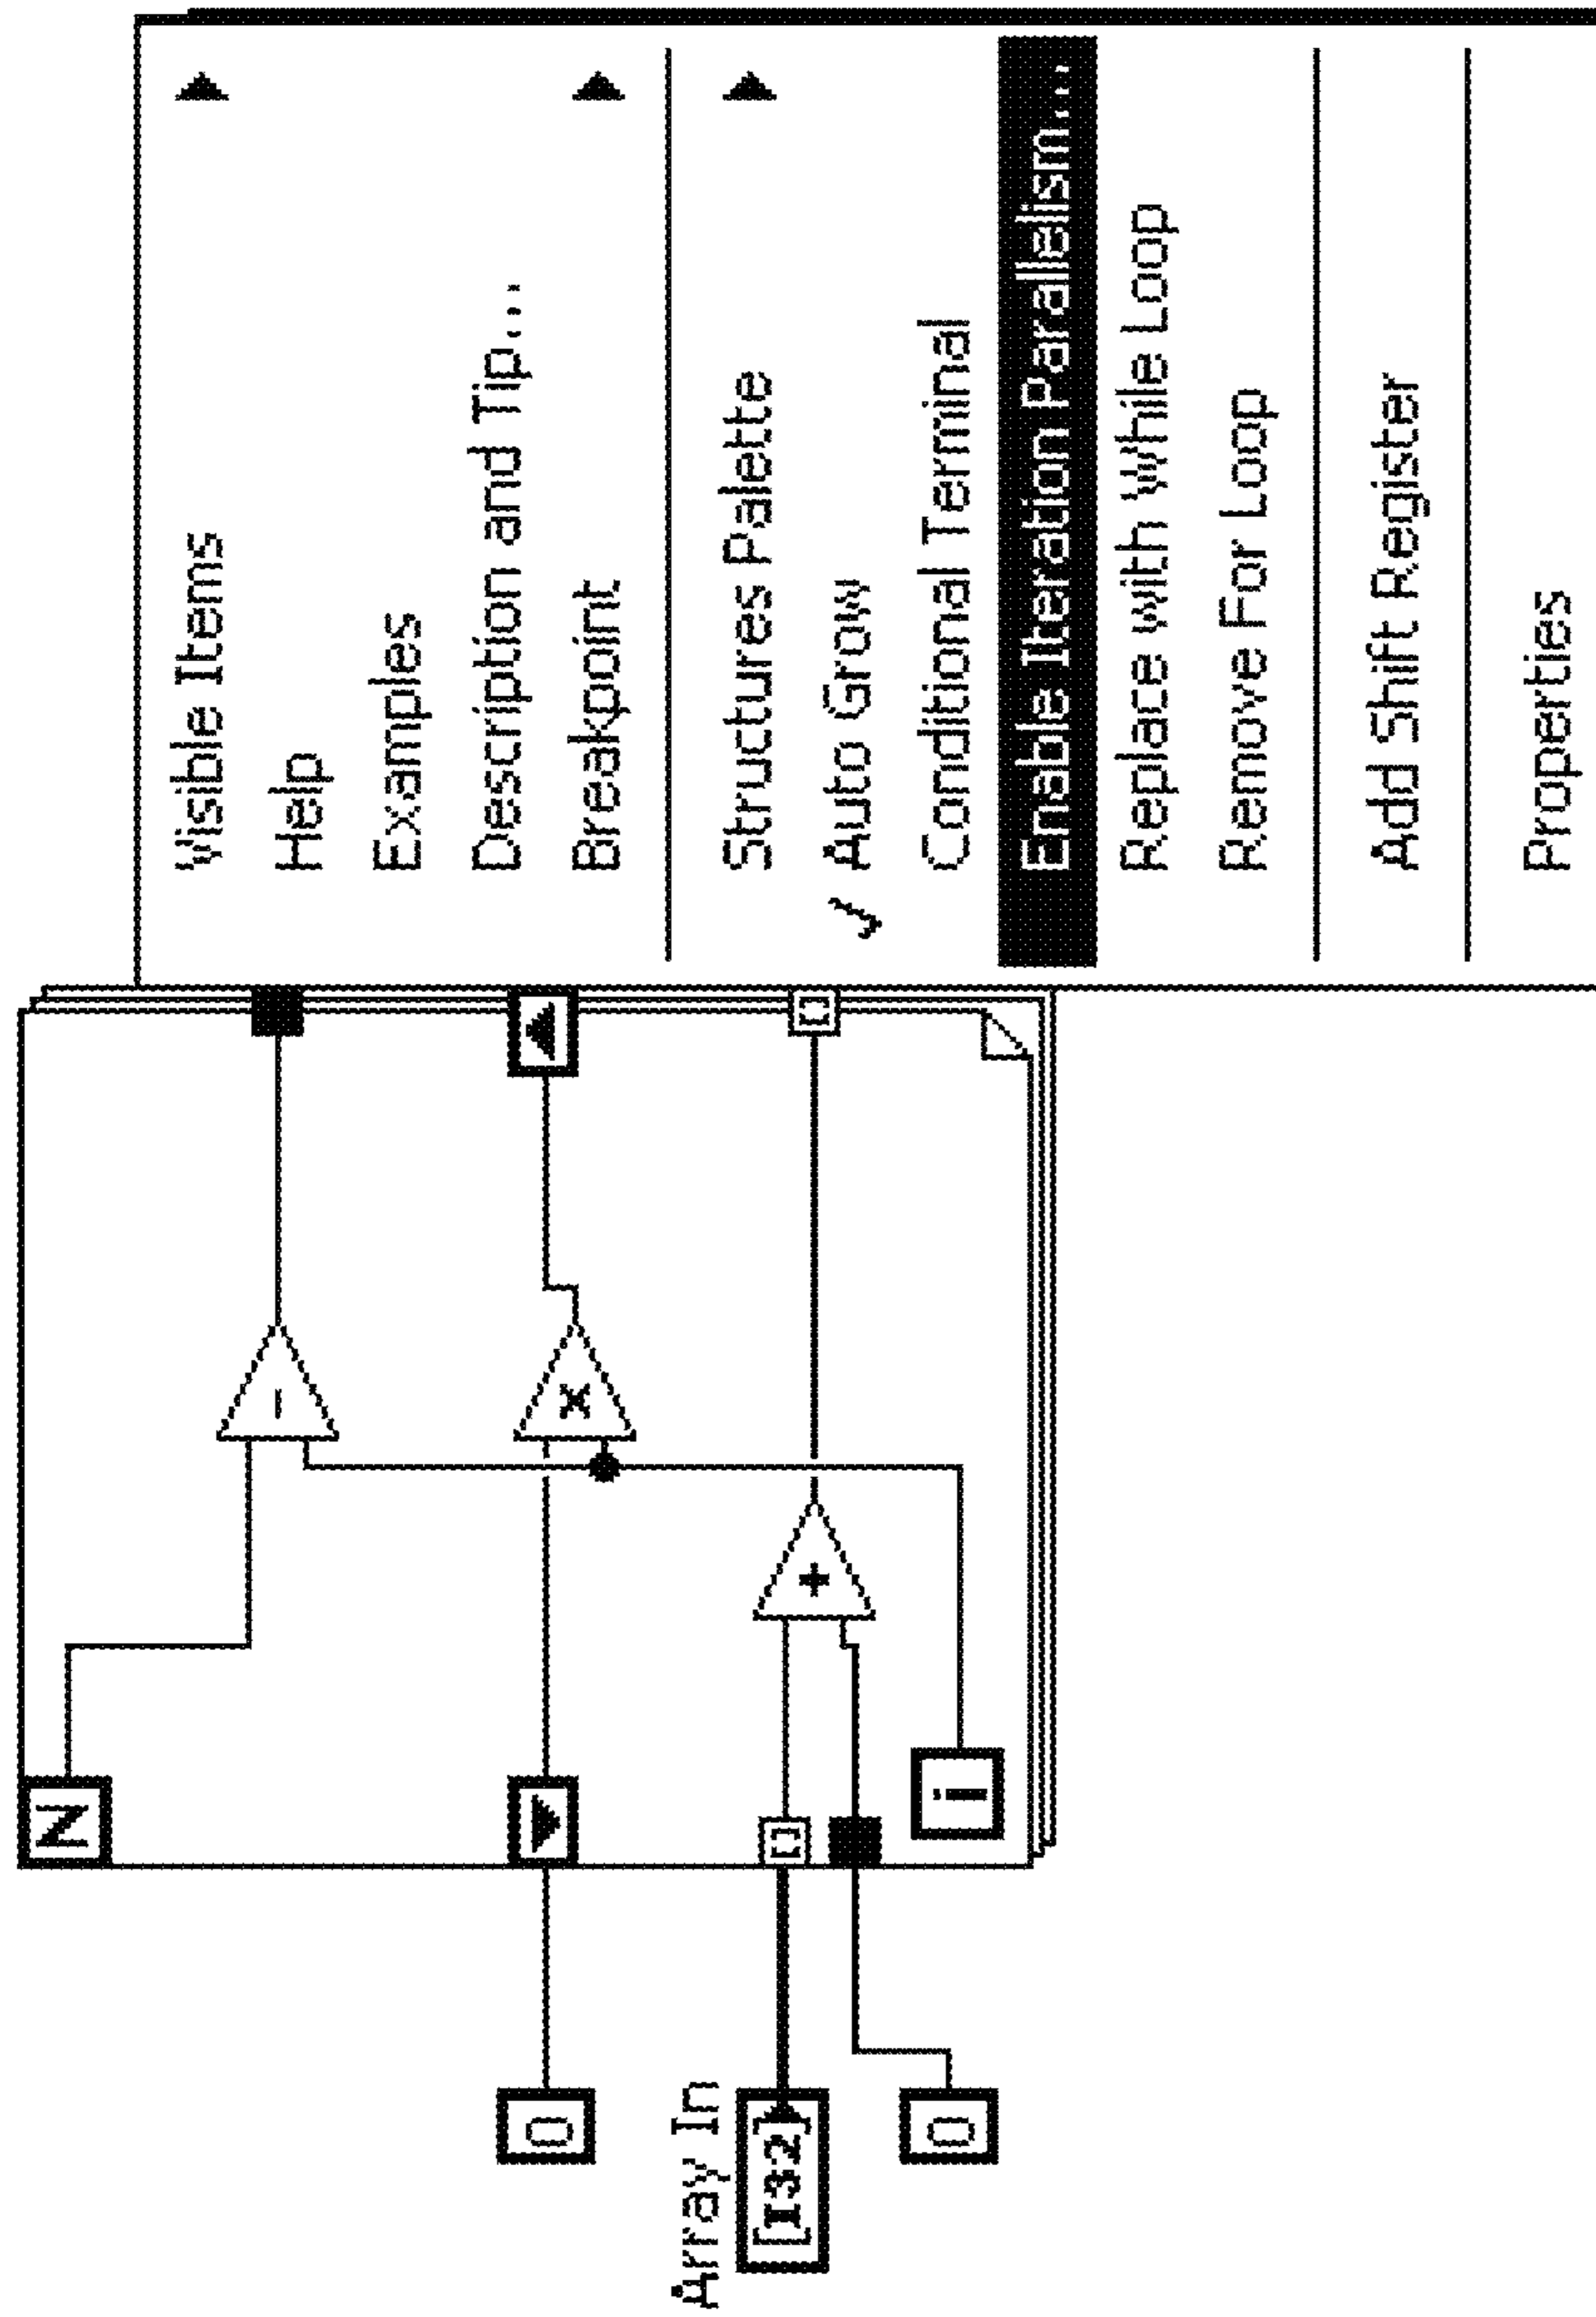 N
0
Array In
[I32]
0
i
-
x
+
Visible Items
Help
Examples
Description and Tip...
Breakpoint
Structures Palette
✓ Auto Grow
Conditional Terminal
Enable Iteration Parallelism...
Replace with While Loop
Remove For Loop
Add Shift Register
Properties